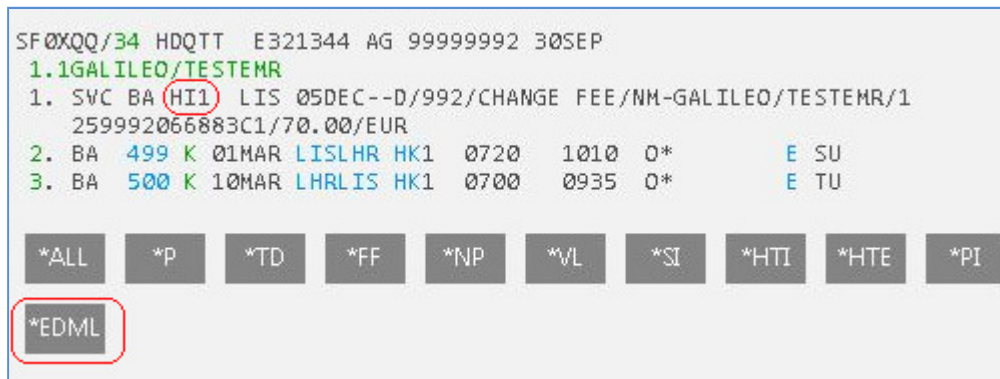 SFØXQQ/34 HDQTT E321344 AG 99999992 30SEP
1.1GALILEO/TESTEMR
1. SVC BA HI1 LIS 05DEC--D/992/CHANGE FEE/NM-GALILEO/TESTEMR/1
259992066883C1/70.00/EUR
2. BA 499 K 01MAR LISLHR HK1 0720 1010 O* E SU
3. BA 500 K 10MAR LHRLIS HK1 0700 0935 O* E TU
*ALL *P *TD *FF *NP *VL *SI *HTI *HTE *PI
*EDML